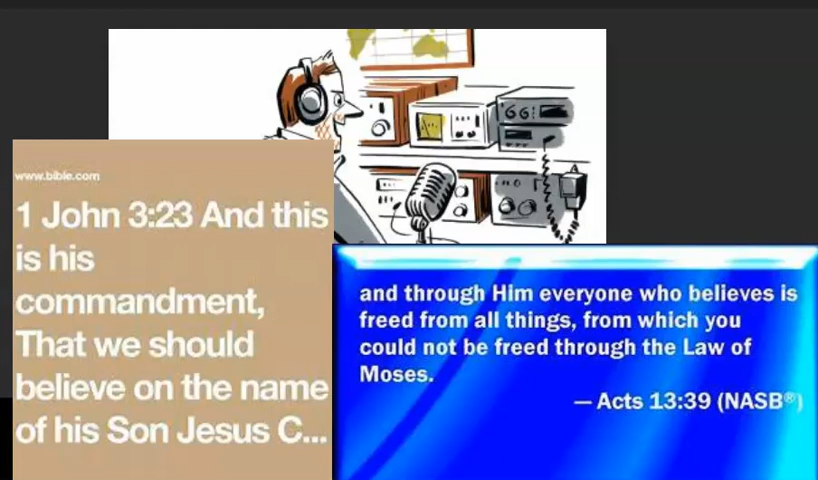 66
www.bible.com
1 John 3:23 And this
is his
commandment,
That we should
believe on the name
of his Son Jesus C...
and through Him everyone who believes is
freed from all things, from which you
could not be freed through the Law of
Moses.
— Acts 13:39 (NASB®)